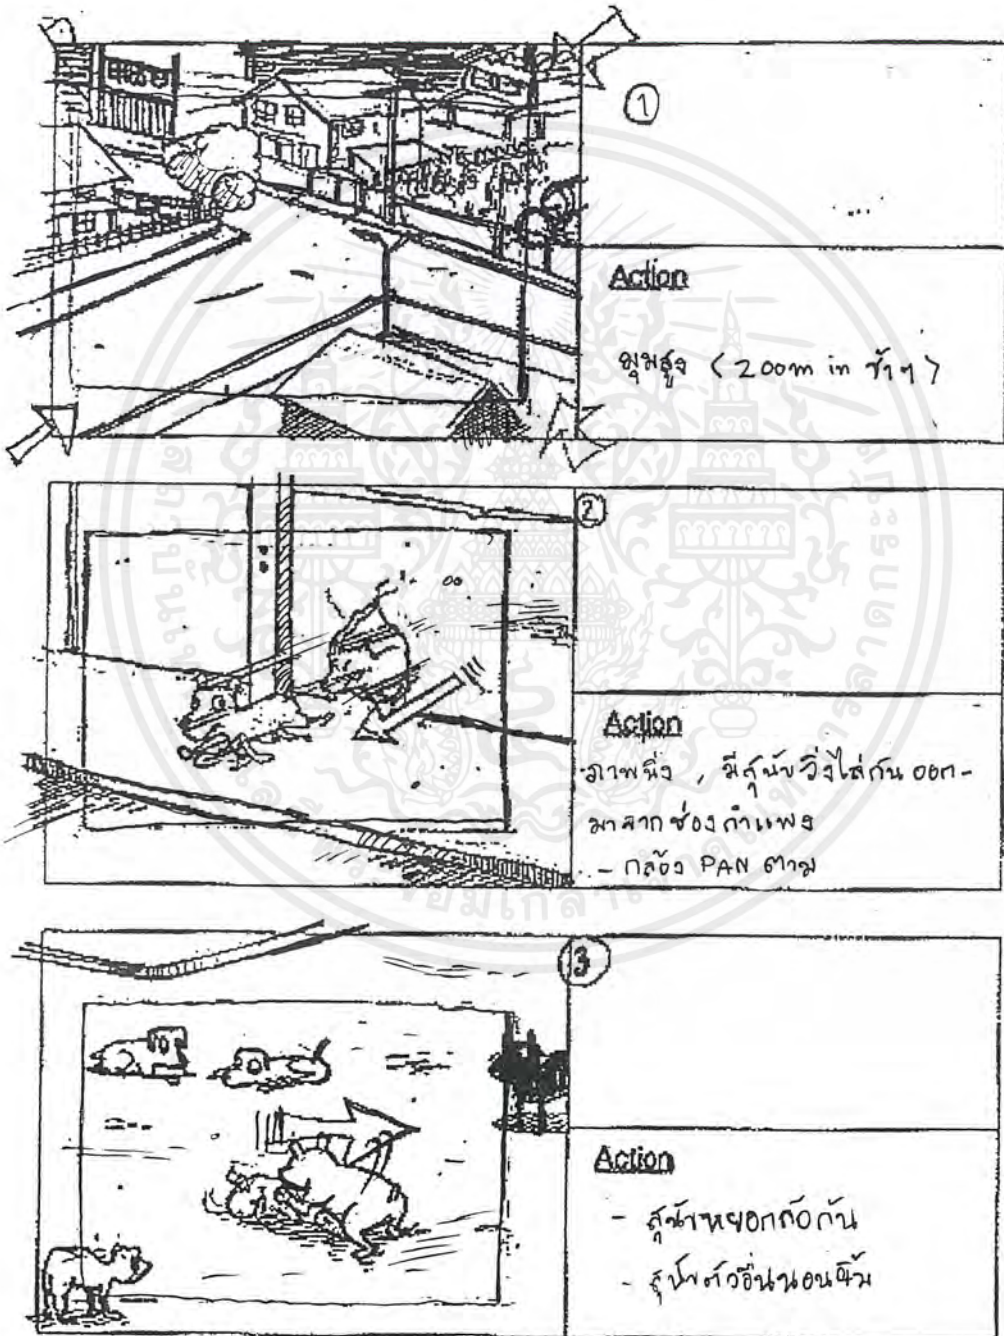 ①
Action
มุมสูง (zoom in ช้าๆ)
②
Action
ภาพนิ่ง , มีสุนัขวิ่งไล่กัน ออก-
มาจากช่องกำแพง
- กล้อง PAN ตาม
③
Action
- สุนัขหยอกล้อกัน
- สุนัขตัวอื่นนอน